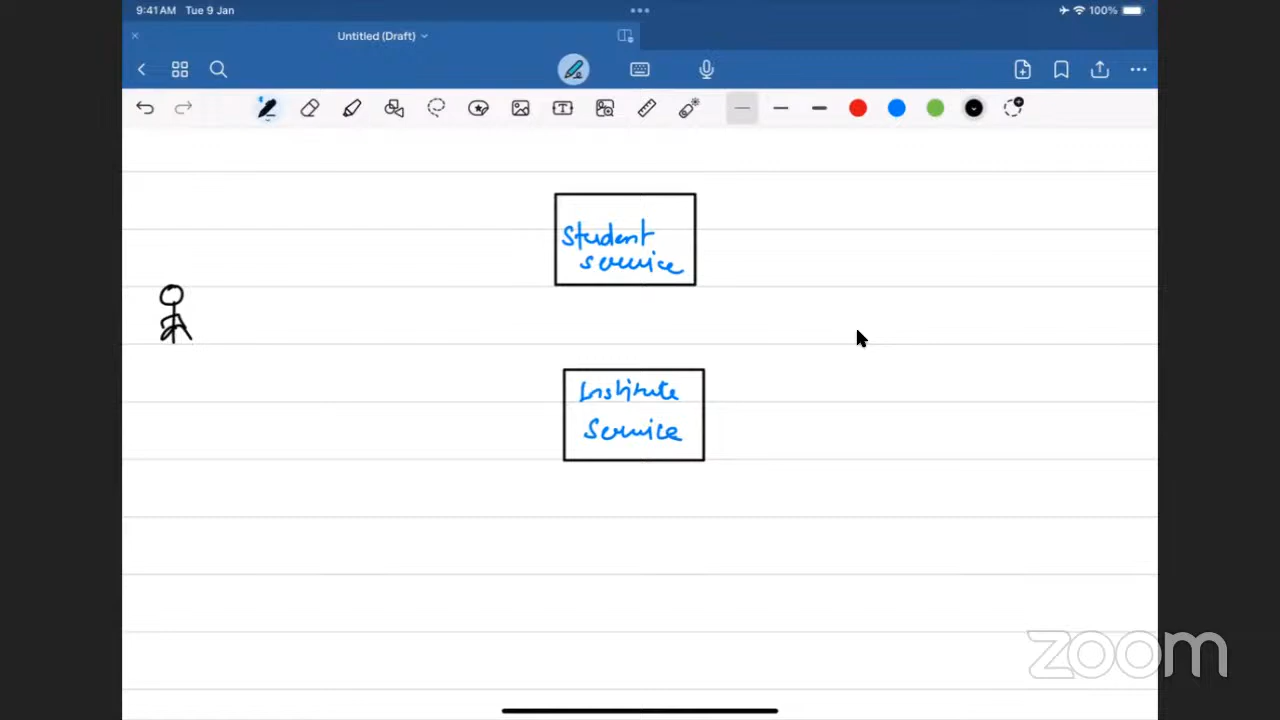 9:41 AM Tue 9 Jan
100%
Untitled (Draft)
Student
service
Institute
Service
zoom